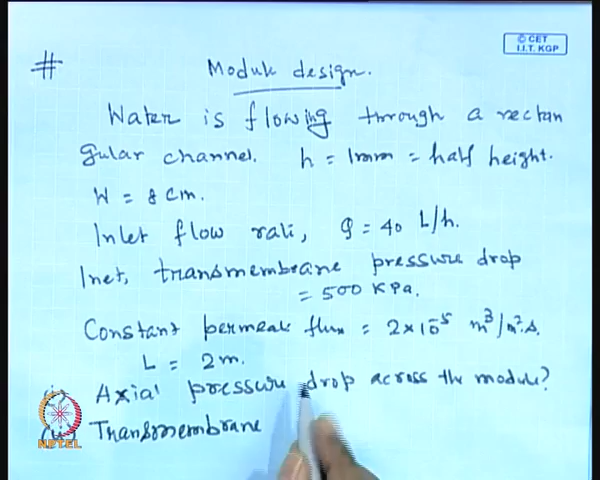 © CET
I.I.T. KGP
# Module design.
Water is flowing through a rectan
gular channel. h = 1mm = half height.
W = 8 cm.
Inlet flow rate, Q = 40 L/h.
Inet, transmembrane pressure drop
= 500 KPa.
Constant permeate flux = 2×10⁻⁵ m³/m².s.
L = 2m.
(i) Axial pressure drop across the module?
(ii) Transmembrane
NPTEL